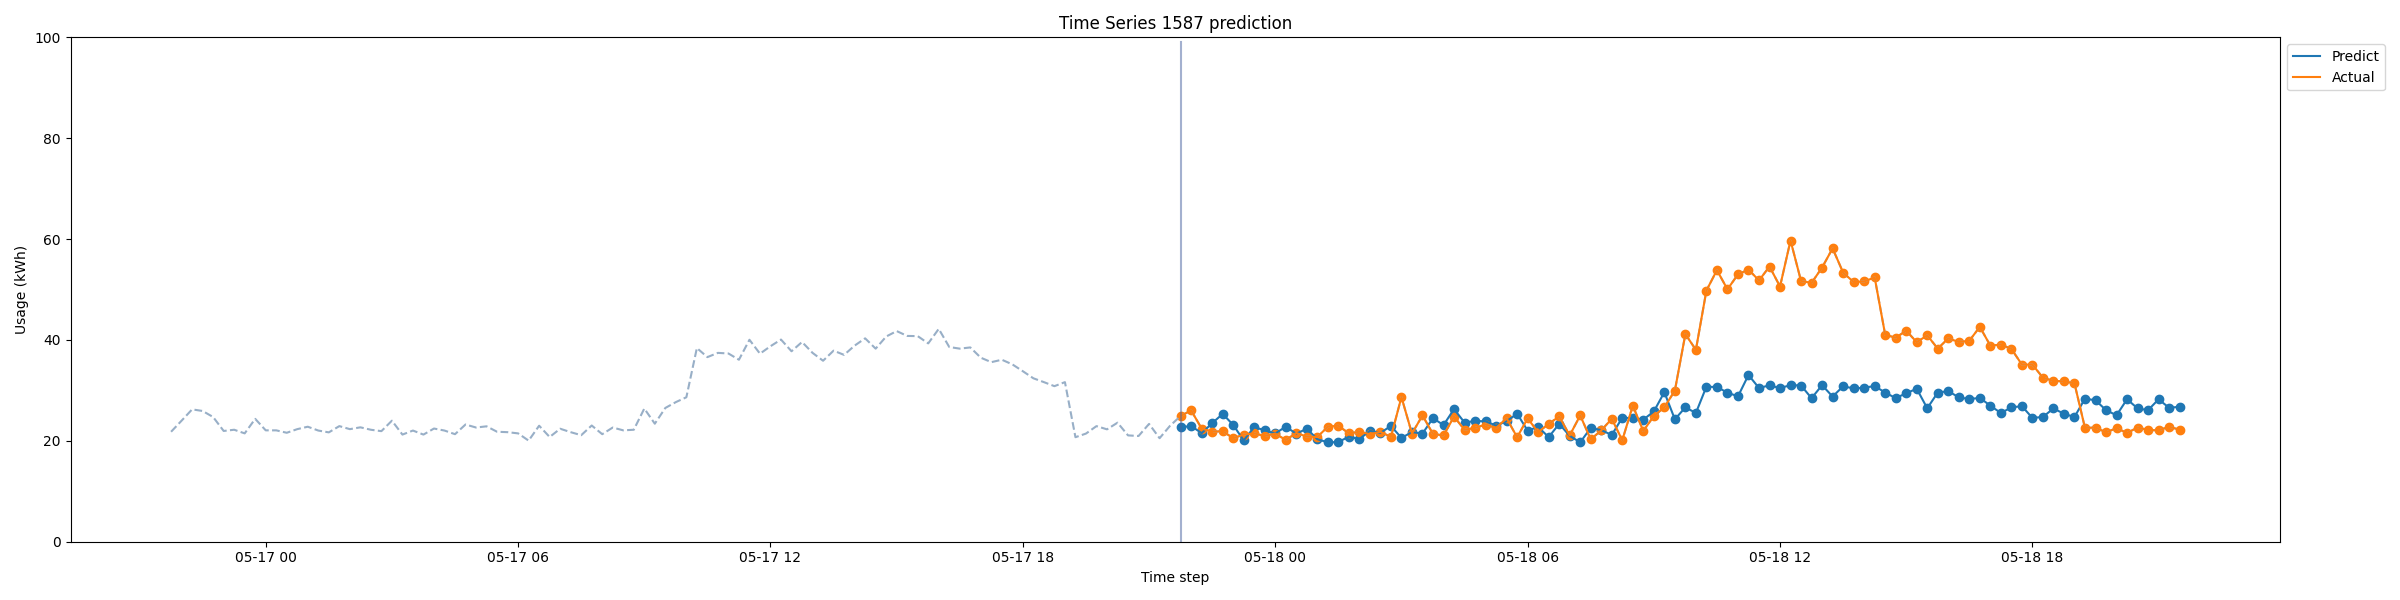 Time Series 1587 prediction
Predict
Actual
Usage (kWh)
100
80
60
40
20
0
05-17 00
05-17 06
05-17 12
05-17 18
05-18 00
05-18 06
05-18 12
05-18 18
Time step